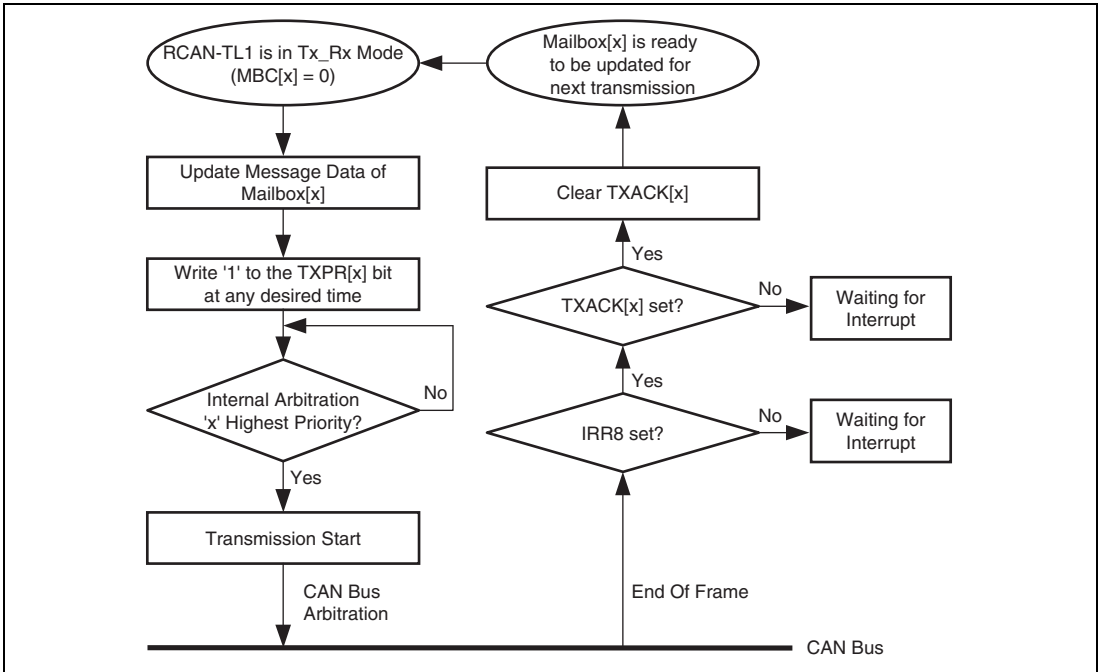 RCAN-TL1 is in Tx_Rx Mode
(MBC[x] = 0)
Update Message Data of
Mailbox[x]
Write '1' to the TXPR[x] bit
at any desired time
Internal Arbitration
'x' Highest Priority?
No
Yes
Transmission Start
CAN Bus
Arbitration
Mailbox[x] is ready
to be updated for
next transmission
Clear TXACK[x]
Yes
TXACK[x] set?
No
Waiting for
Interrupt
Yes
IRR8 set?
No
Waiting for
Interrupt
End Of Frame
CAN Bus